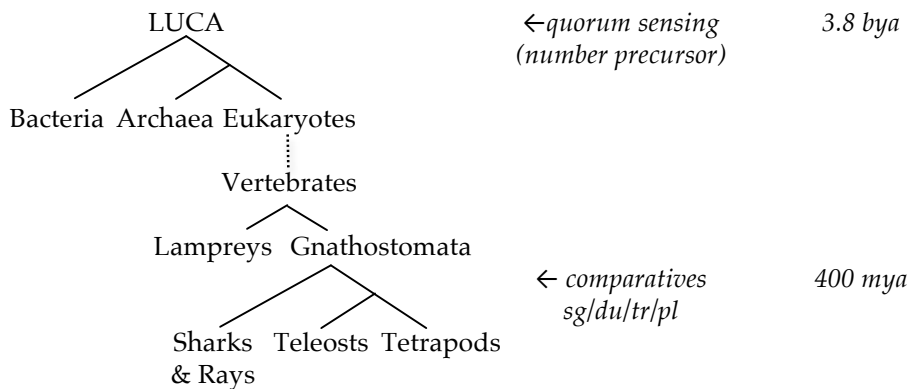 LUCA ←quorum sensing 3.8 bya
(number precursor)
Bacteria Archaea Eukaryotes
Vertebrates
Lampreys Gnathostomata
← comparatives 400 mya
sg/du/tr/pl
Sharks Teleosts Tetrapods
& Rays